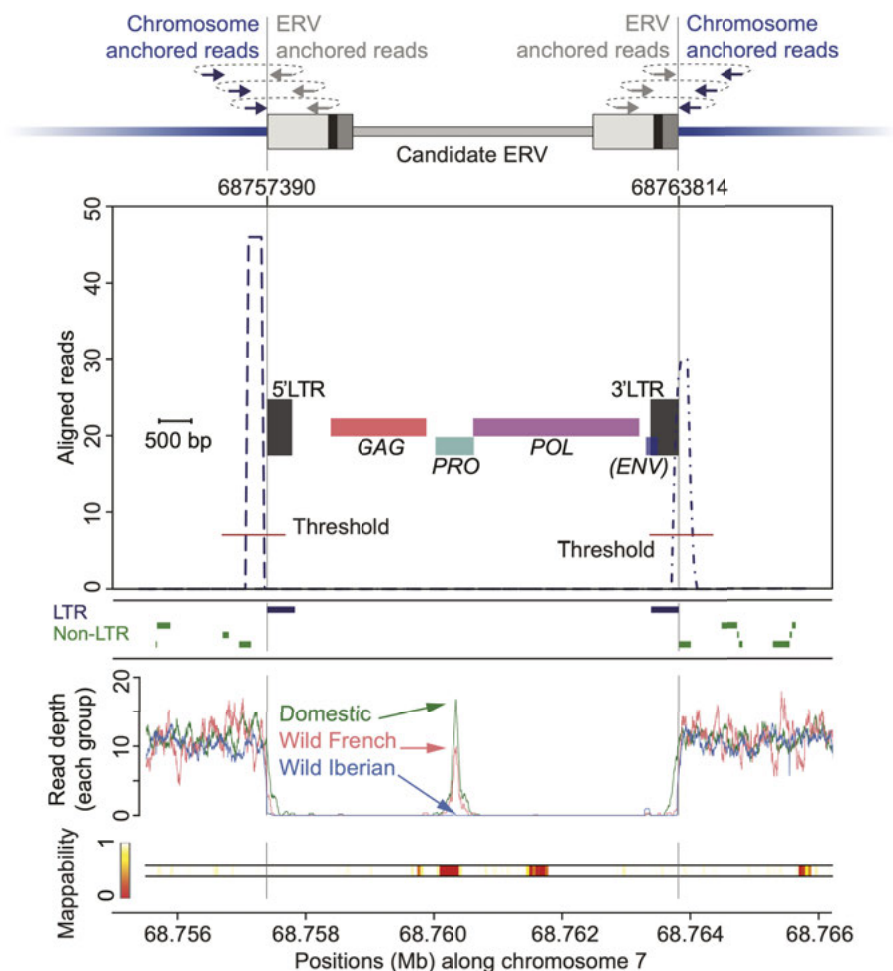 Chromosome anchored reads
ERV anchored reads
ERV anchored reads
Chromosome anchored reads
Candidate ERV
68757390
68763814
50
40
30
20
10
0
Aligned reads
5'LTR
3'LTR
500 bp
GAG
PRO
POL
(ENV)
Threshold
Threshold
LTR
Non-LTR
20
10
0
Read depth (each group)
Domestic
Wild French
Wild Iberian
Mappability
1
0
68.756
68.758
68.760
68.762
68.764
68.766
Positions (Mb) along chromosome 7